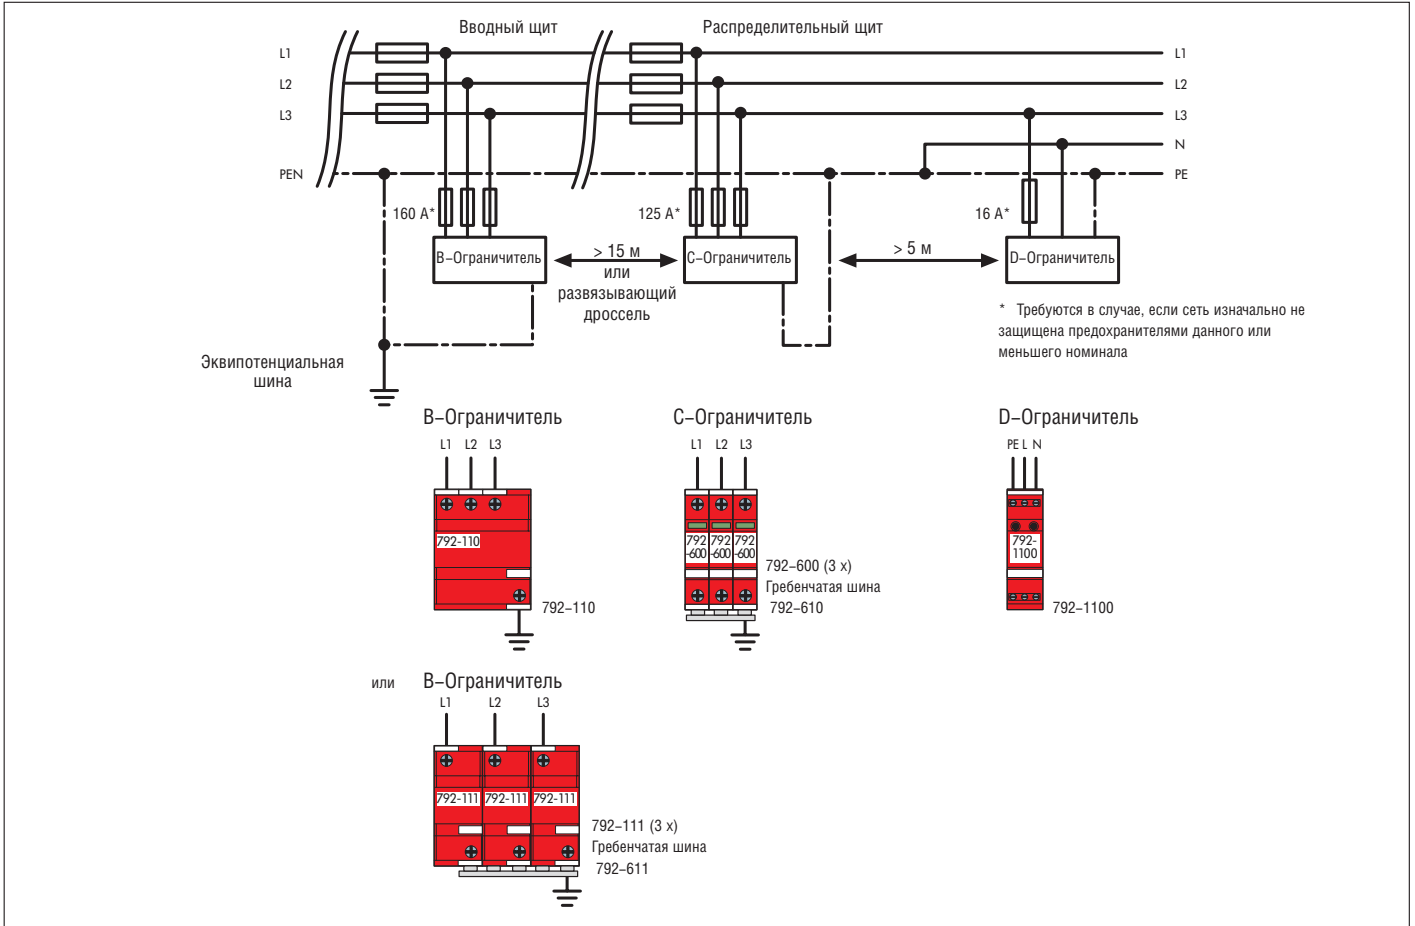 Вводный щит
Распределительный щит
L1
L1
L2
L2
L3
L3
N
PEN
PE
160 А*
125 А*
16 А*
В–Ограничитель
> 15 м
или
развязывающий
дроссель
С–Ограничитель
> 5 м
D–Ограничитель
* Требуются в случае, если сеть изначально не
защищена предохранителями данного или
меньшего номинала
Эквипотенциальная
шина
В–Ограничитель
L1 L2 L3
792-110
792–110
С–Ограничитель
L1 L2 L3
792
-600
792
-600
792
-600
792–600 (3 x)
Гребенчатая шина
792–610
D–Ограничитель
PE L N
792-
1100
792–1100
или
В–Ограничитель
L1 L2 L3
792-111
792-111
792-111
792–111 (3 x)
Гребенчатая шина
792–611